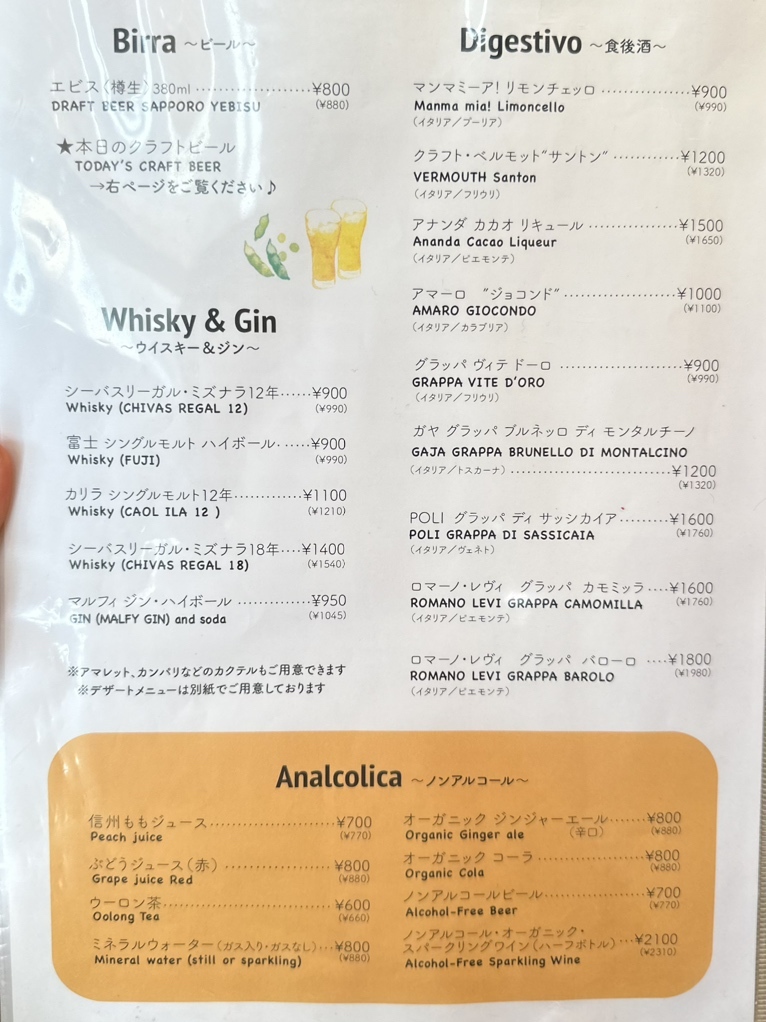 Birra ～ビール～
エビス（樽生）380ml ‥‥‥‥‥‥ ¥800
DRAFT BEER SAPPORO YEBISU (¥880)
★本日のクラフトビール
TODAY'S CRAFT BEER
→右ページをご覧ください♪
Whisky & Gin
～ウイスキー＆ジン～
シーバスリーガル・ミズナラ12年‥‥‥¥900
Whisky (CHIVAS REGAL 12) (¥990)
富士 シングルモルト ハイボール‥‥‥¥900
Whisky (FUJI) (¥990)
カリラ シングルモルト12年‥‥‥‥‥¥1100
Whisky (CAOL ILA 12 ) (¥1210)
シーバスリーガル・ミズナラ18年‥‥¥1400
Whisky (CHIVAS REGAL 18) (¥1540)
マルフィ ジン・ハイボール ‥‥‥‥‥¥950
GIN (MALFY GIN) and soda (¥1045)
※アマレット、カンパリなどのカクテルもご用意できます
※デザートメニューは別紙でご用意しております
Digestivo ～食後酒～
マンマミーア！リモンチェッロ ‥‥‥‥‥‥¥900
Manma mia! Limoncello (¥990)
（イタリア／プーリア）
クラフト・ベルモット“サントン” ‥‥‥‥‥¥1200
VERMOUTH Santon (¥1320)
（イタリア／フリウリ）
アナンダ カカオ リキュール ‥‥‥‥‥‥¥1500
Ananda Cacao Liqueur (¥1650)
（イタリア／ピエモンテ）
アマーロ “ジョコンド”‥‥‥‥‥‥‥‥¥1000
AMARO GIOCONDO (¥1100)
（イタリア／カラブリア）
グラッパ ヴィテ ドーロ ‥‥‥‥‥‥‥‥¥900
GRAPPA VITE D'ORO (¥990)
（イタリア／フリウリ）
ガヤ グラッパ ブルネッロ ディ モンタルチーノ
GAJA GRAPPA BRUNELLO DI MONTALCINO
（イタリア／トスカーナ）‥‥‥‥‥‥‥‥‥¥1200
(¥1320)
POLI グラッパ ディ サッシカイア‥‥‥‥¥1600
POLI GRAPPA DI SASSICAIA (¥1760)
（イタリア／ヴェネト）
ロマーノ・レヴィ グラッパ カモミッラ‥‥¥1600
ROMANO LEVI GRAPPA CAMOMILLA (¥1760)
（イタリア／ピエモンテ）
ロマーノ・レヴィ グラッパ バローロ ‥‥¥1800
ROMANO LEVI GRAPPA BAROLO (¥1980)
（イタリア／ピエモンテ）
Analcolica ～ノンアルコール～
信州ももジュース‥‥‥‥‥‥‥‥¥700
Peach juice (¥770)
ぶどうジュース（赤）‥‥‥‥‥‥‥¥800
Grape juice Red (¥880)
ウーロン茶‥‥‥‥‥‥‥‥‥‥‥¥600
Oolong Tea (¥660)
ミネラルウォーター（ガス入り・ガスなし）‥‥¥800
Mineral water (still or sparkling) (¥880)
オーガニック ジンジャーエール‥‥‥¥800
Organic Ginger ale （辛口） (¥880)
オーガニック コーラ‥‥‥‥‥‥‥¥800
Organic Cola (¥880)
ノンアルコールビール‥‥‥‥‥‥‥¥700
Alcohol-Free Beer (¥770)
ノンアルコール・オーガニック・
スパークリングワイン（ハーフボトル）‥‥¥2100
Alcohol-Free Sparkling Wine (¥2310)